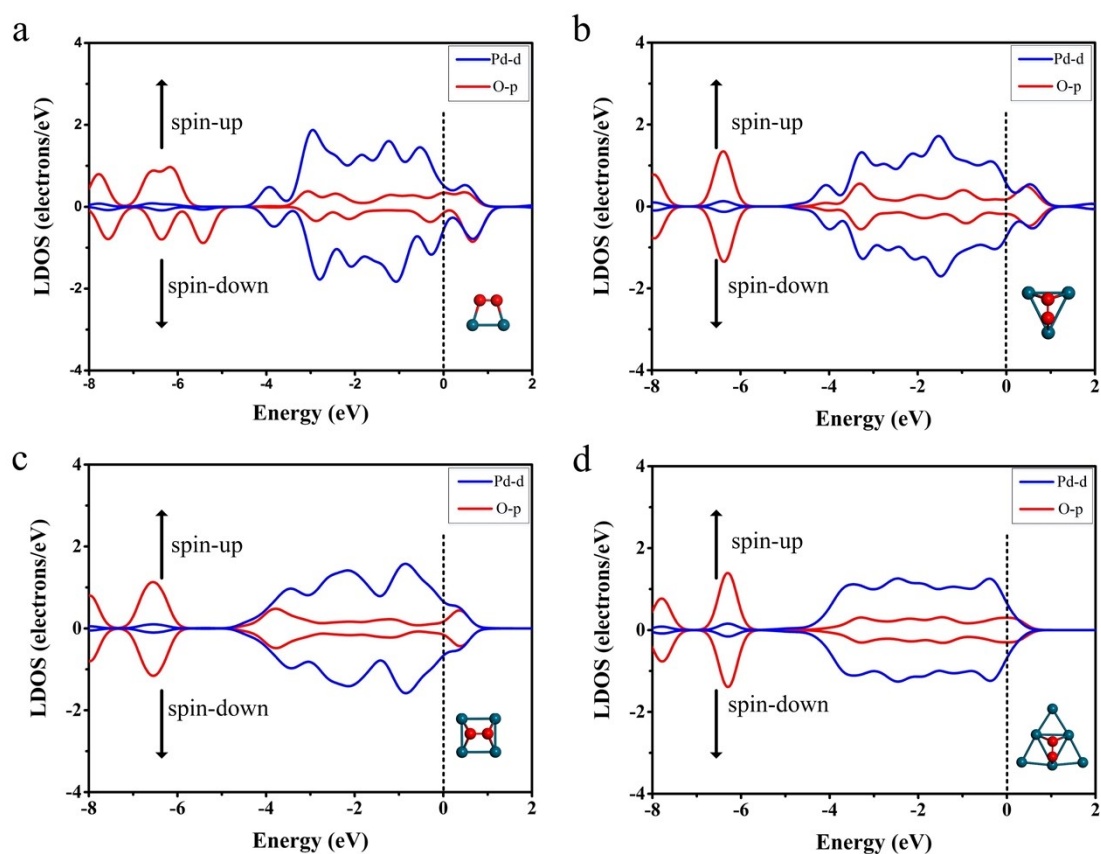 a
4
2
0
-2
-4
LDOS (electrons/eV)
spin-up
spin-down
Pd-d
O-p
-8
-6
-4
-2
0
2
Energy (eV)
b
4
2
0
-2
-4
LDOS (electrons/eV)
spin-up
spin-down
Pd-d
O-p
-8
-6
-4
-2
0
2
Energy (eV)
c
4
2
0
-2
-4
LDOS (electrons/eV)
spin-up
spin-down
Pd-d
O-p
-8
-6
-4
-2
0
2
Energy (eV)
d
4
2
0
-2
-4
LDOS (electrons/eV)
spin-up
spin-down
Pd-d
O-p
-8
-6
-4
-2
0
2
Energy (eV)